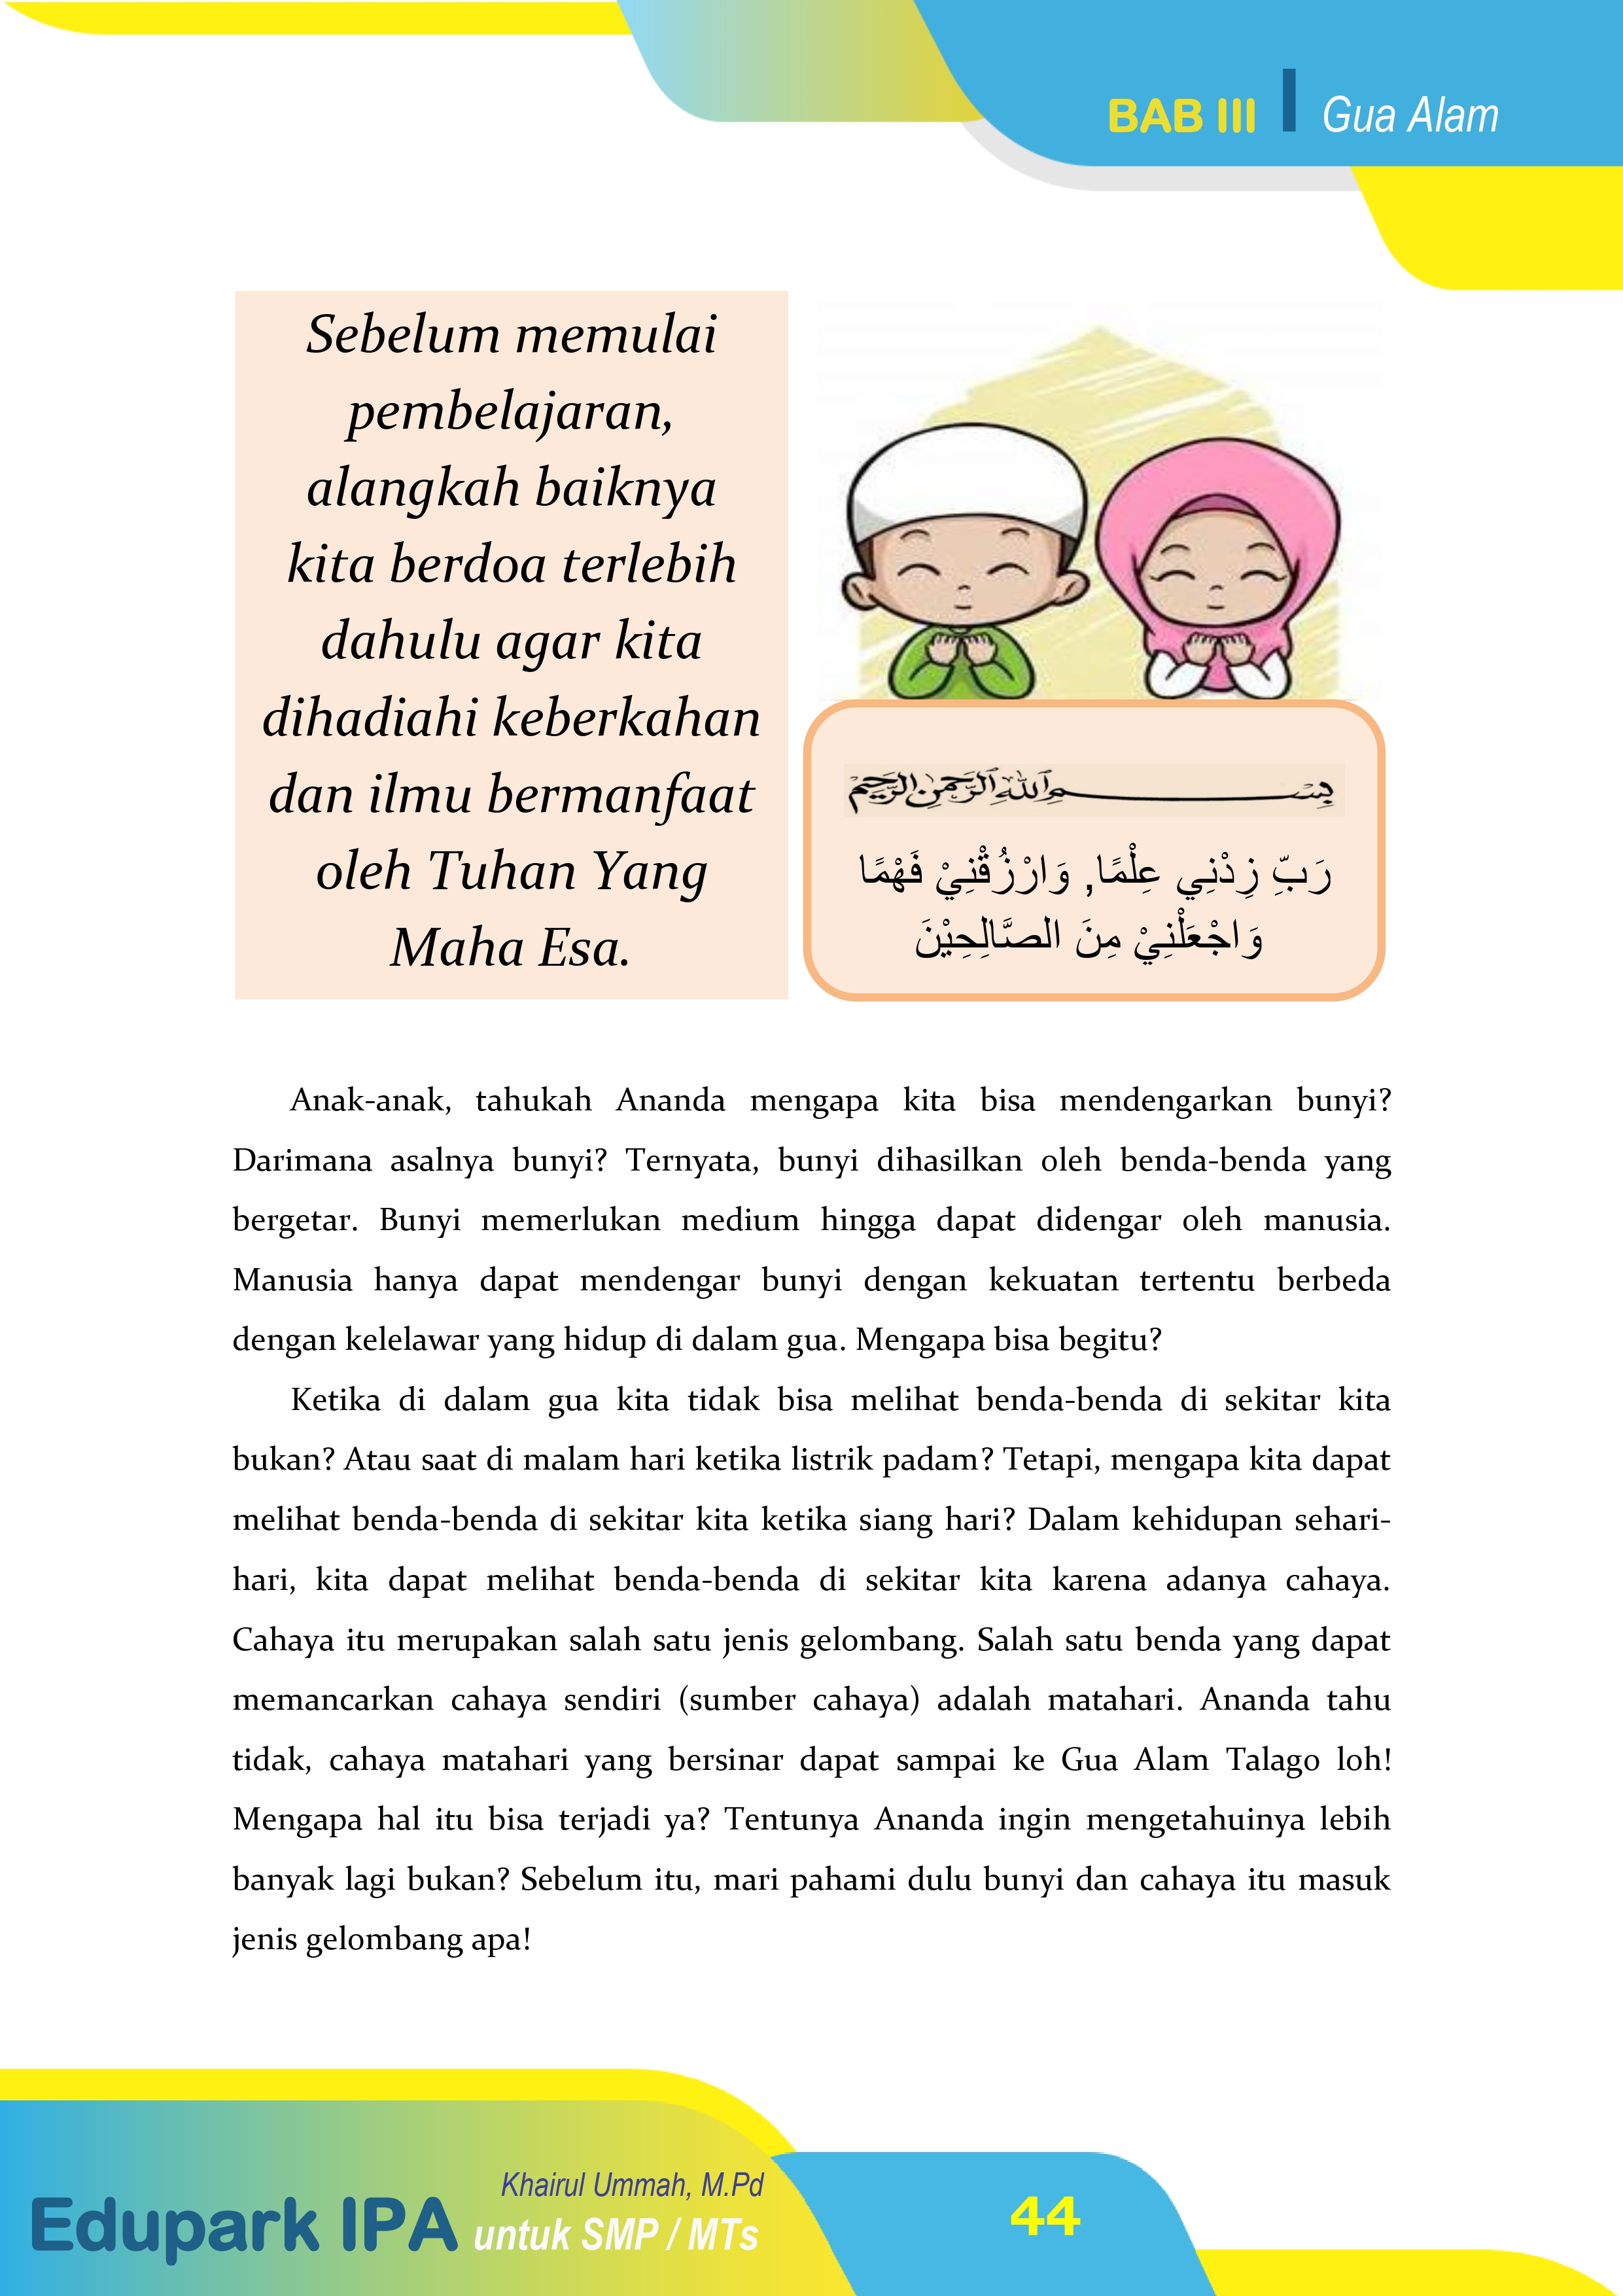 BAB III Gua Alam
Sebelum memulai
pembelajaran,
alangkah baiknya
kita berdoa terlebih
dahulu agar kita
dihadiahi keberkahan
dan ilmu bermanfaat
oleh Tuhan Yang
Maha Esa.
بِسْــــــــمِ اللهِ الرَّحْمَنِ الرَّحِيْمِ
رَبِّ زِدْنِي عِلْمًا, وَارْزُقْنِيْ فَهْمًا
وَاجْعَلْنِيْ مِنَ الصَّالِحِيْنَ
Anak-anak, tahukah Ananda mengapa kita bisa mendengarkan bunyi?
Darimana asalnya bunyi? Ternyata, bunyi dihasilkan oleh benda-benda yang
bergetar. Bunyi memerlukan medium hingga dapat didengar oleh manusia.
Manusia hanya dapat mendengar bunyi dengan kekuatan tertentu berbeda
dengan kelelawar yang hidup di dalam gua. Mengapa bisa begitu?
Ketika di dalam gua kita tidak bisa melihat benda-benda di sekitar kita
bukan? Atau saat di malam hari ketika listrik padam? Tetapi, mengapa kita dapat
melihat benda-benda di sekitar kita ketika siang hari? Dalam kehidupan sehari-
hari, kita dapat melihat benda-benda di sekitar kita karena adanya cahaya.
Cahaya itu merupakan salah satu jenis gelombang. Salah satu benda yang dapat
memancarkan cahaya sendiri (sumber cahaya) adalah matahari. Ananda tahu
tidak, cahaya matahari yang bersinar dapat sampai ke Gua Alam Talago loh!
Mengapa hal itu bisa terjadi ya? Tentunya Ananda ingin mengetahuinya lebih
banyak lagi bukan? Sebelum itu, mari pahami dulu bunyi dan cahaya itu masuk
jenis gelombang apa!
Khairul Ummah, M.Pd
Edupark IPA untuk SMP / MTs
44